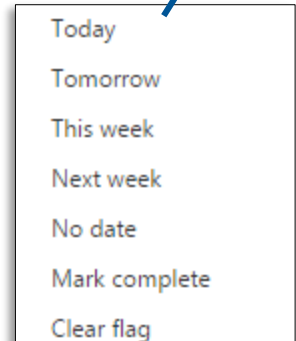 Today
Tomorrow
This week
Next week
No date
Mark complete
Clear flag